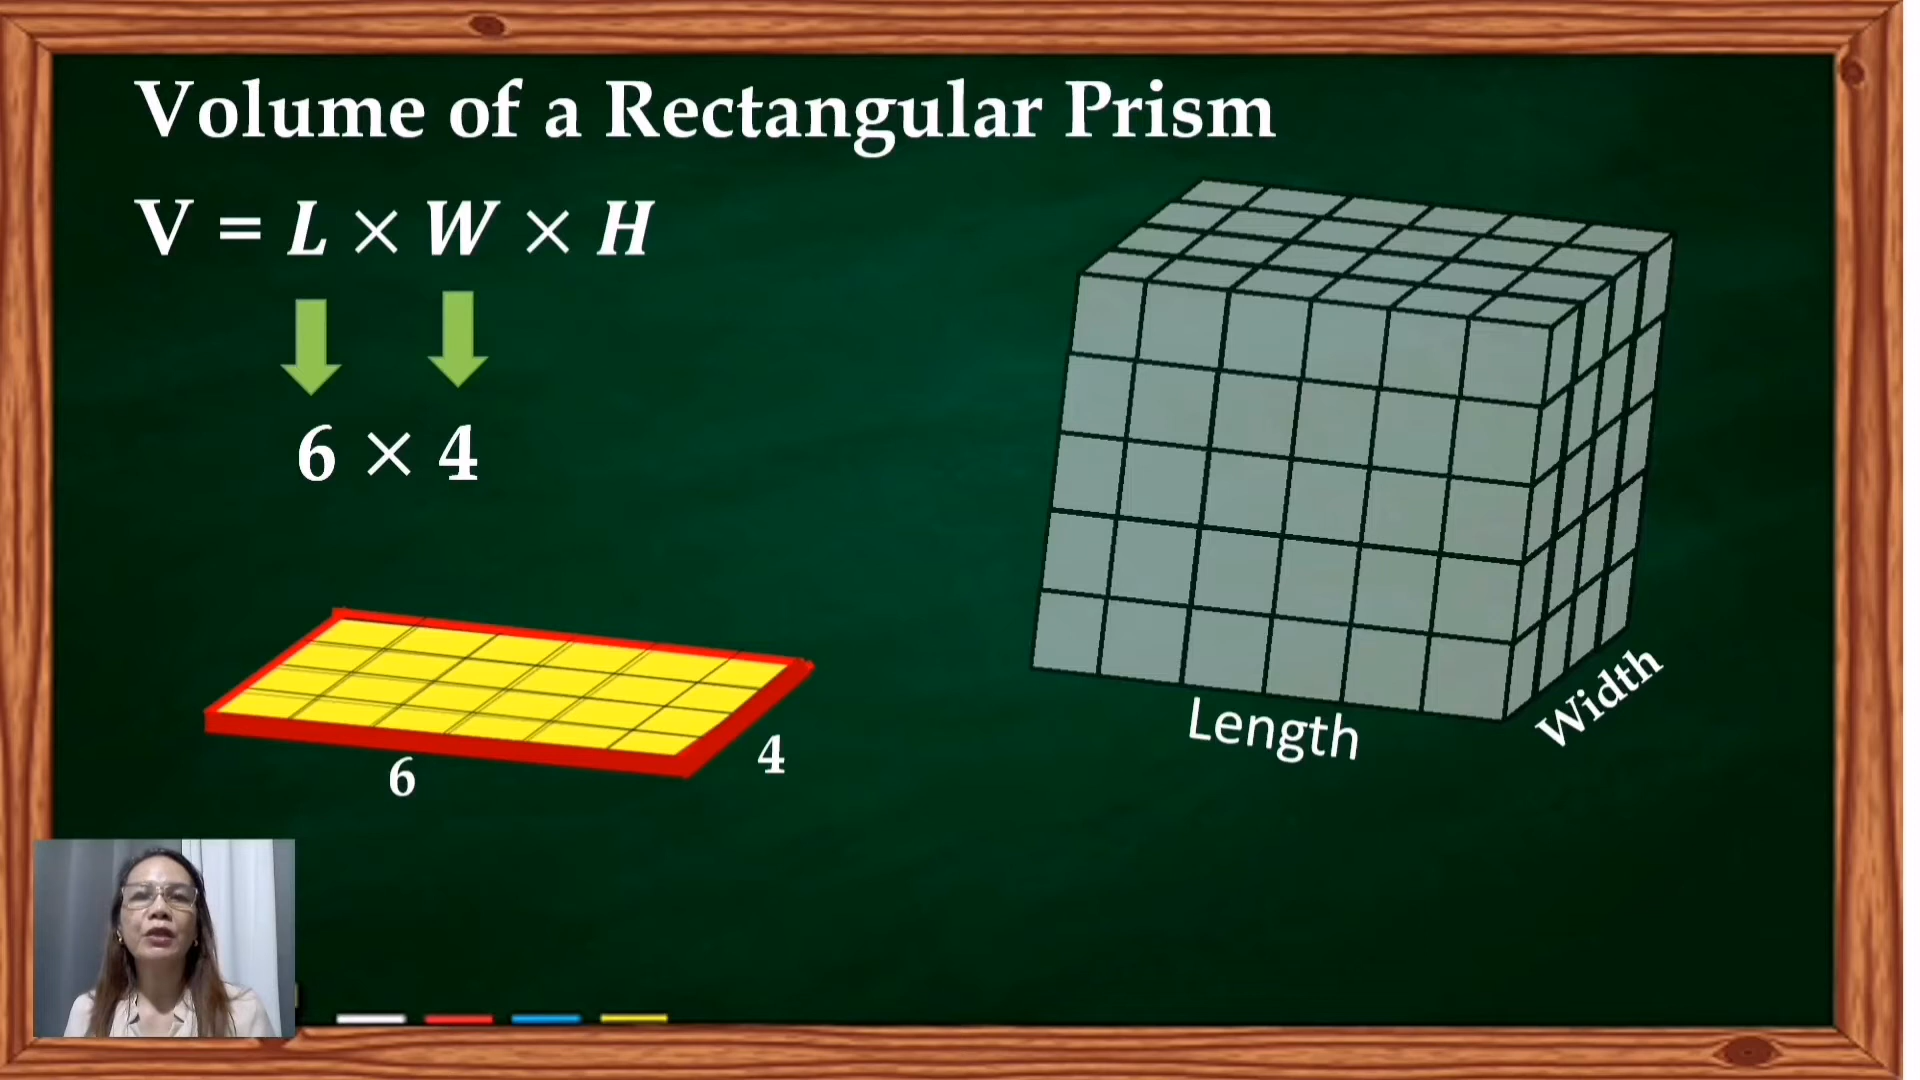 Volume of a Rectangular Prism
V = L × W × H
6 × 4
6
4
Length
Width